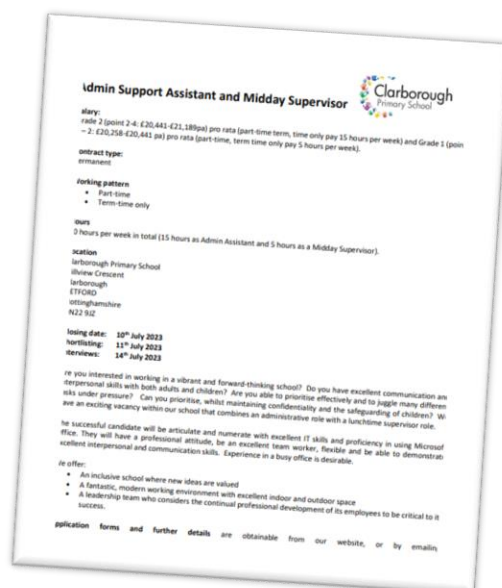 Admin Support Assistant and Midday Supervisor
Clarborough
Primary School
alary:
rade 2 (point 2-4: £20,441-£21,189pa) pro rata (part-time term, time only pay 15 hours per week) and Grade 1 (poin
– 2: £20,258-£20,441 pa) pro rata (part-time, term time only pay 5 hours per week).
ontract type:
ermanent
orking pattern
• Part-time
• Term-time only
ours
0 hours per week in total (15 hours as Admin Assistant and 5 hours as a Midday Supervisor).
ocation
larborough Primary School
illview Crescent
larborough
ETFORD
ottinghamshire
N22 9JZ
losing date: 10th July 2023
hortlisting: 11th July 2023
terviews: 14th July 2023
re you interested in working in a vibrant and forward-thinking school? Do you have excellent communication an
terpersonal skills with both adults and children? Are you able to prioritise effectively and to juggle many differen
sks under pressure? Can you prioritise, whilst maintaining confidentiality and the safeguarding of children? W
ave an exciting vacancy within our school that combines an administrative role with a lunchtime supervisor role.
he successful candidate will be articulate and numerate with excellent IT skills and proficiency in using Microsof
ffice. They will have a professional attitude, be an excellent team worker, flexible and be able to demonstrat
xcellent interpersonal and communication skills. Experience in a busy office is desirable.
e offer:
• An inclusive school where new ideas are valued
• A fantastic, modern working environment with excellent indoor and outdoor space
• A leadership team who considers the continual professional development of its employees to be critical to it
success.
pplication forms and further details are obtainable from our website, or by emailin